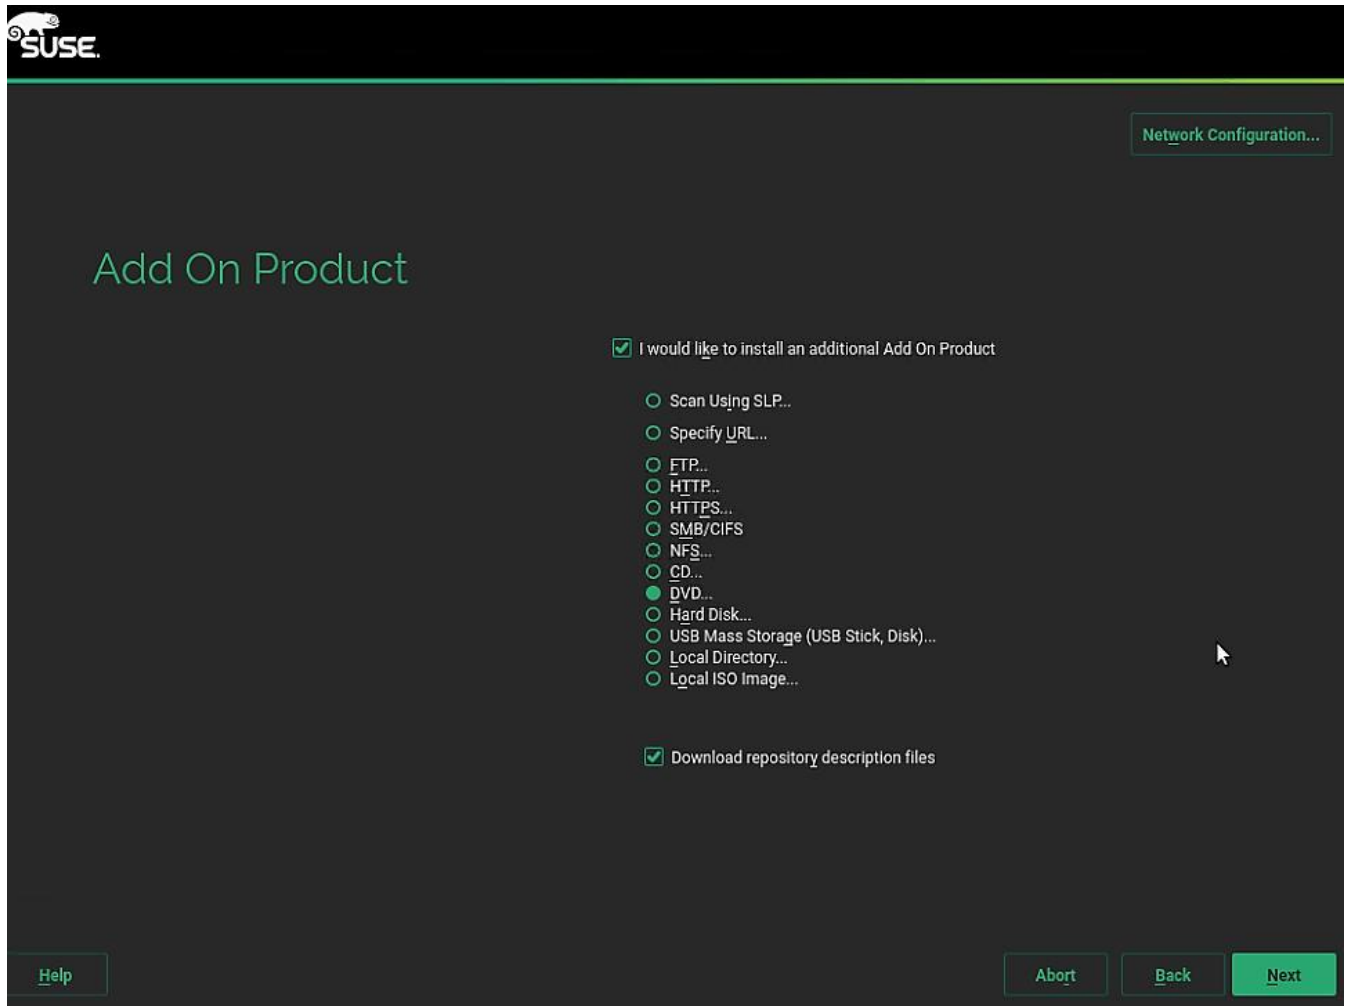 SUSE.
Network Configuration...
Add On Product
I would like to install an additional Add On Product
Scan Using SLP...
Specify URL...
FTP...
HTTP...
HTTPS...
SMB/CIFS
NFS...
CD...
DVD...
Hard Disk...
USB Mass Storage (USB Stick, Disk)...
Local Directory...
Local ISO Image...
Download repository description files
Help
Abort
Back
Next